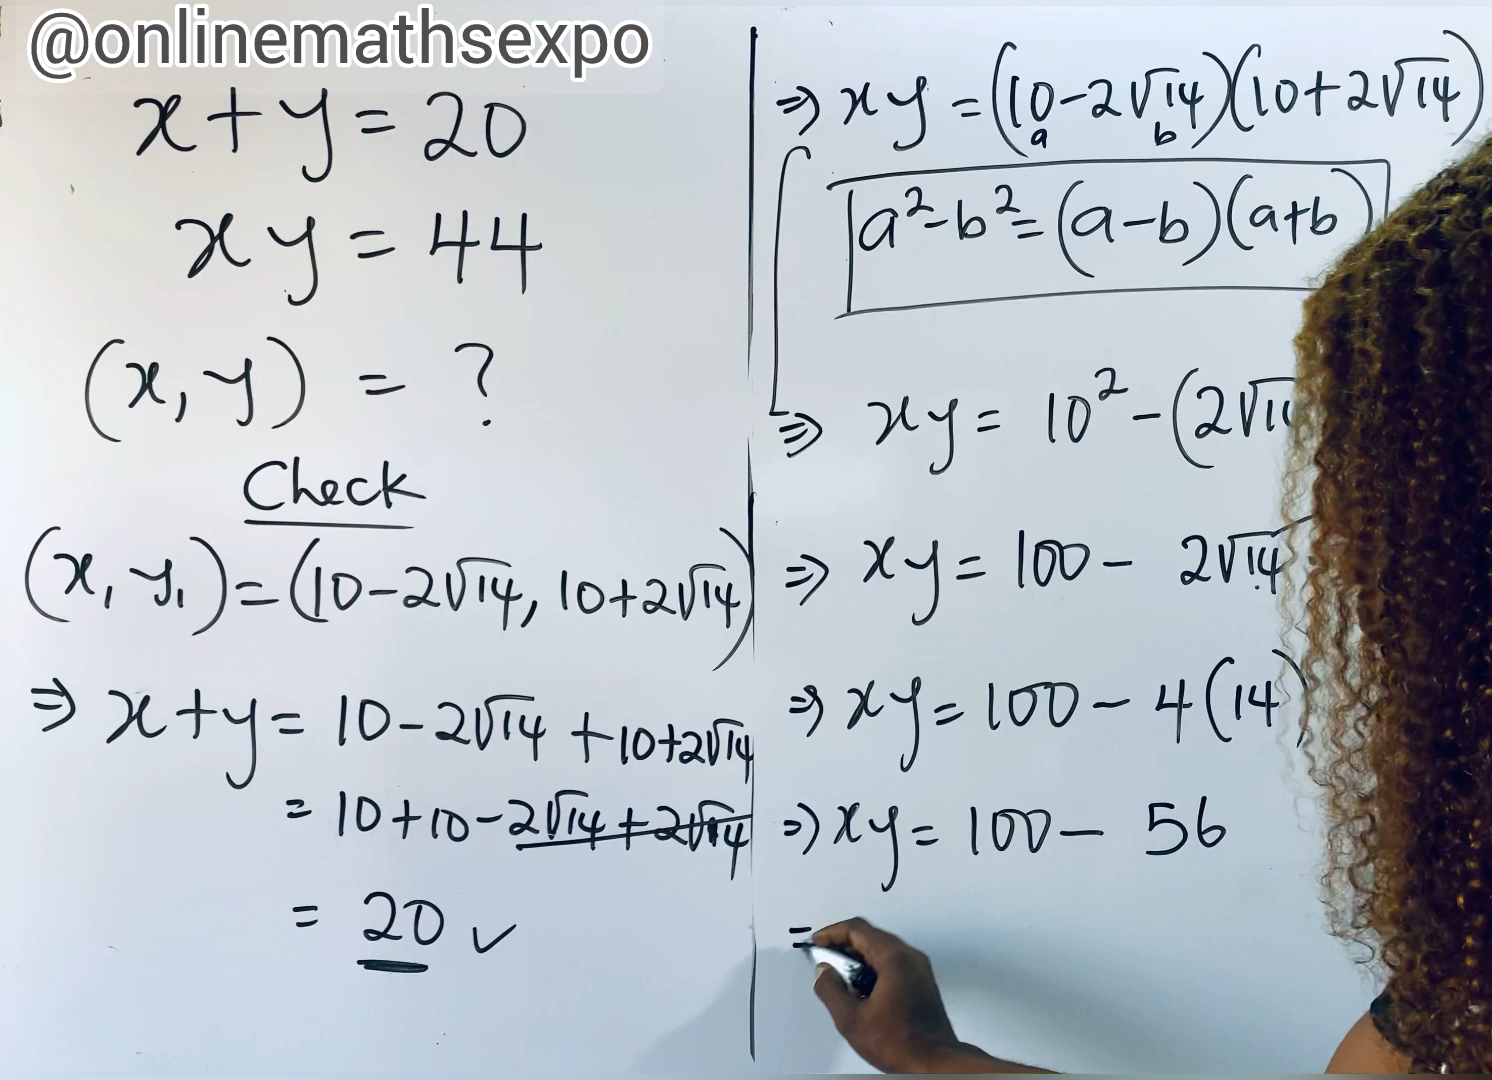 @onlinemathsexpo
x+y=20
xy=44
(x,y) = ?
Check
(x₁,y₁)=(10-2√14, 10+2√14)
⇒ x+y= 10-2√14 +10+2√14
= 10+10-2√14+2√14
= 20 ✓
⇒ xy =(10-2√14)(10+2√14)
a b
a²-b²=(a-b)(a+b)
⇒ xy= 10²-(2√1
⇒ xy= 100- 2√14
⇒ xy= 100- 4(14)
⇒ xy= 100- 56
=